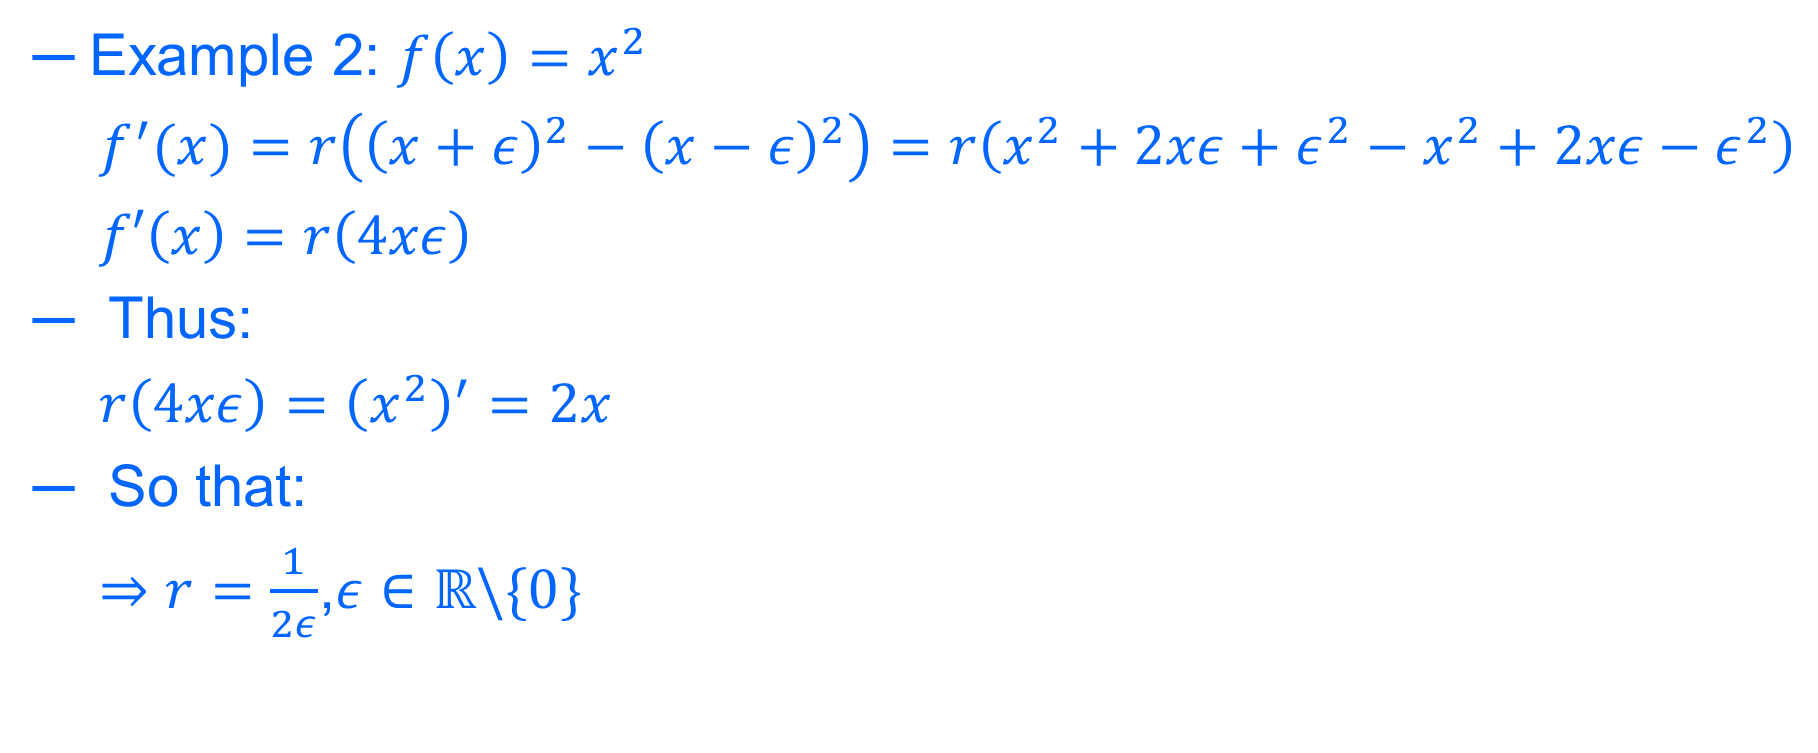 — Example 2: f(x) = x²
f′(x) = r((x + ϵ)² − (x − ϵ)²) = r(x² + 2xϵ + ϵ² − x² + 2xϵ − ϵ²)
f′(x) = r(4xϵ)
— Thus:
r(4xϵ) = (x²)′ = 2x
— So that:
⇒ r = 1/2ϵ,ϵ ∈ ℝ\{0}